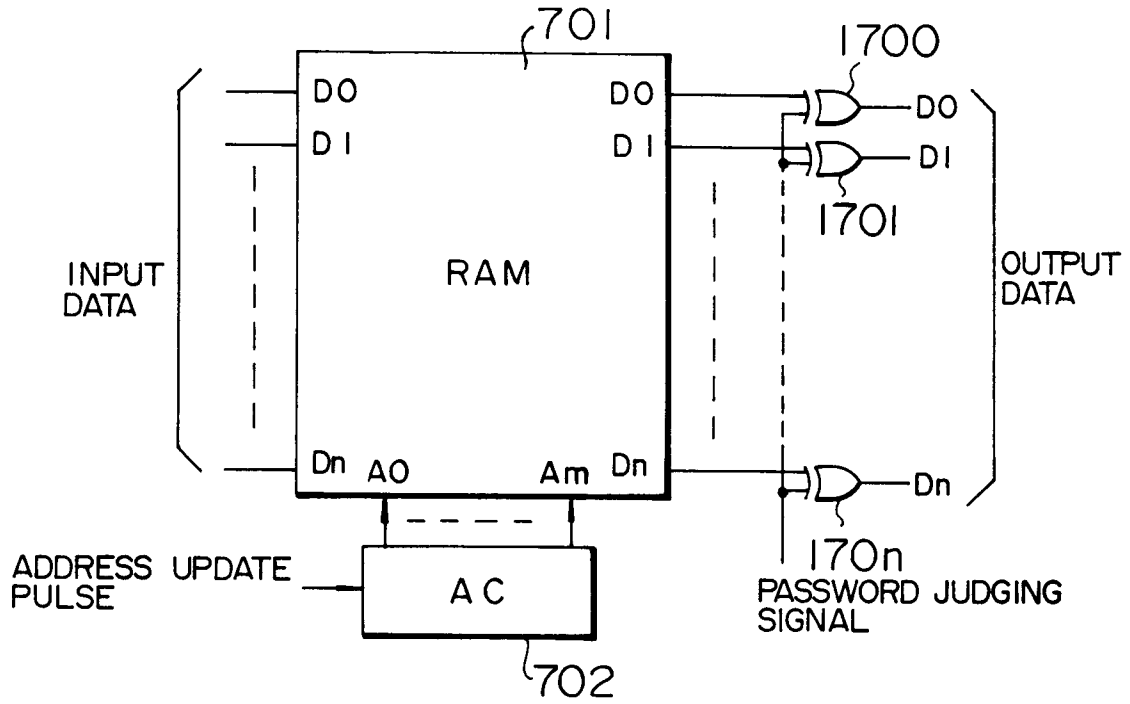 701
1700
D0
D0
D0
D1
D1
D1
1701
INPUT
DATA
RAM
OUTPUT
DATA
Dn
A0
Am
Dn
Dn
170n
ADDRESS UPDATE
PULSE
AC
PASSWORD JUDGING
SIGNAL
702